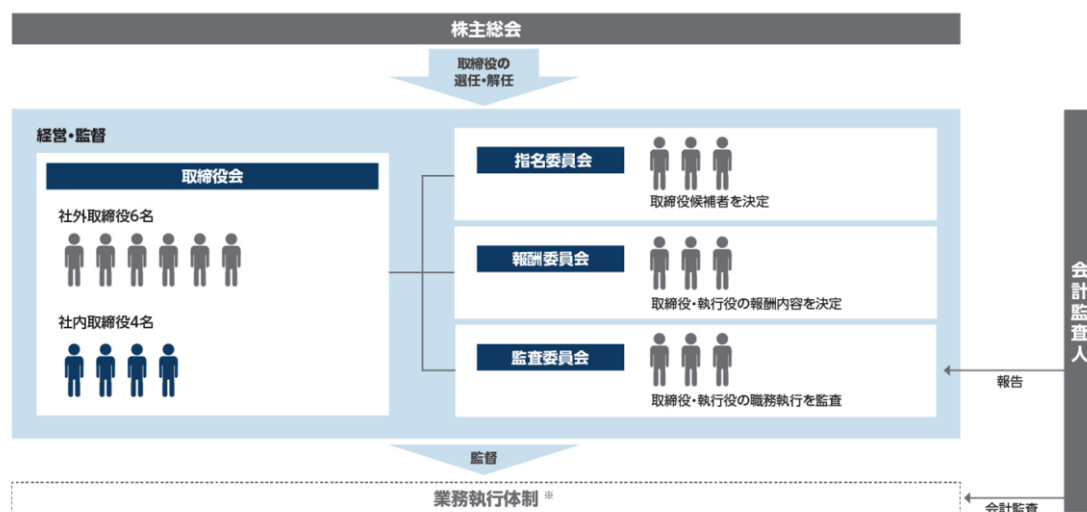 株主総会
取締役の
選任・解任
経営・監督
取締役会
社外取締役6名
社内取締役4名
指名委員会
取締役候補者を決定
報酬委員会
取締役・執行役の報酬内容を決定
監査委員会
取締役・執行役の職務執行を監査
会計監査人
報告
監督
業務執行体制 ※
会計監査